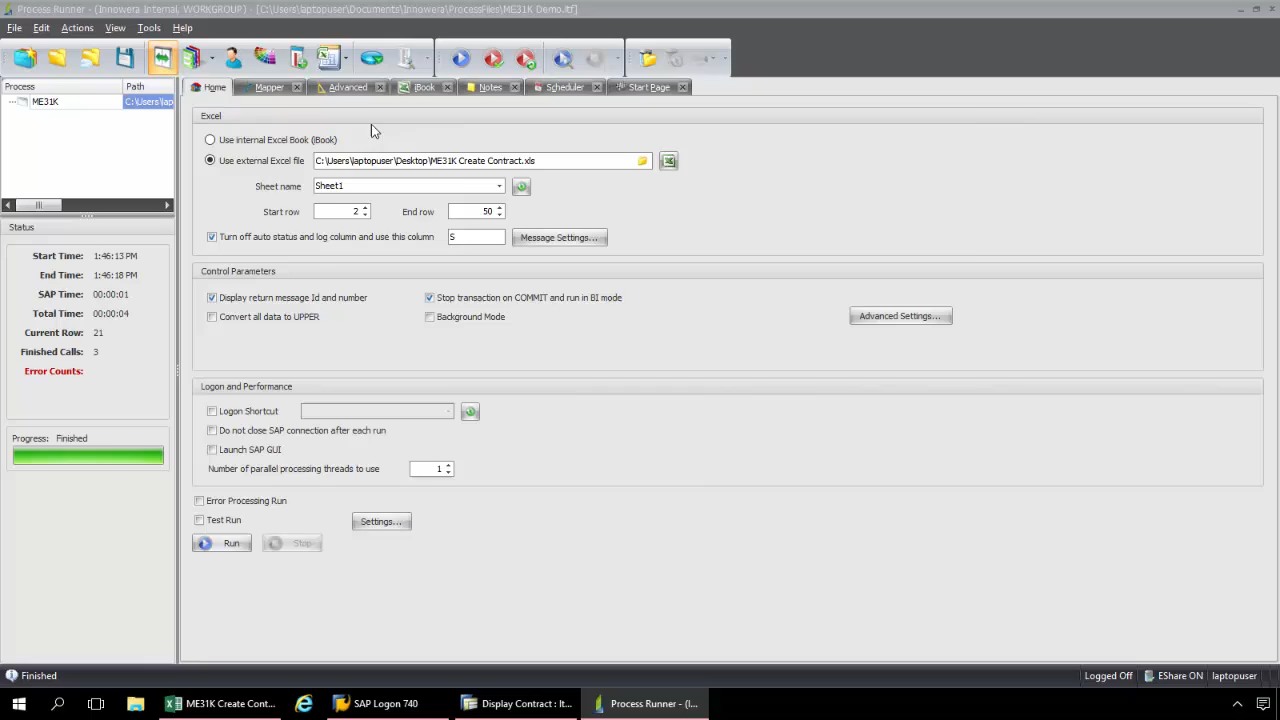 Process Runner - (Innowera Internal, WORKGROUP) - [C:\Users\laptopuser\Documents\Innowera\ProcessFiles\ME31K Demo.itf]
File Edit Actions View Tools Help
Process Path
ME31K C:\Users\lap
Home Mapper Advanced iBook Notes Scheduler Start Page
Excel
Use internal Excel Book (iBook)
Use external Excel file C:\Users\laptopuser\Desktop\ME31K Create Contract.xls
Sheet name Sheet1
Start row 2 End row 50
Turn off auto status and log column and use this column S Message Settings...
Control Parameters
Display return message Id and number Stop transaction on COMMIT and run in BI mode
Convert all data to UPPER Background Mode Advanced Settings...
Logon and Performance
Logon Shortcut
Do not close SAP connection after each run
Launch SAP GUI
Number of parallel processing threads to use 1
Error Processing Run
Test Run Settings...
Run Stop
Status
Start Time: 1:46:13 PM
End Time: 1:46:18 PM
SAP Time: 00:00:01
Total Time: 00:00:04
Current Row: 21
Finished Calls: 3
Error Counts:
Progress: Finished
Finished Logged Off EShare ON laptopuser
ME31K Create Cont... SAP Logon 740 Display Contract : It... Process Runner - (I...